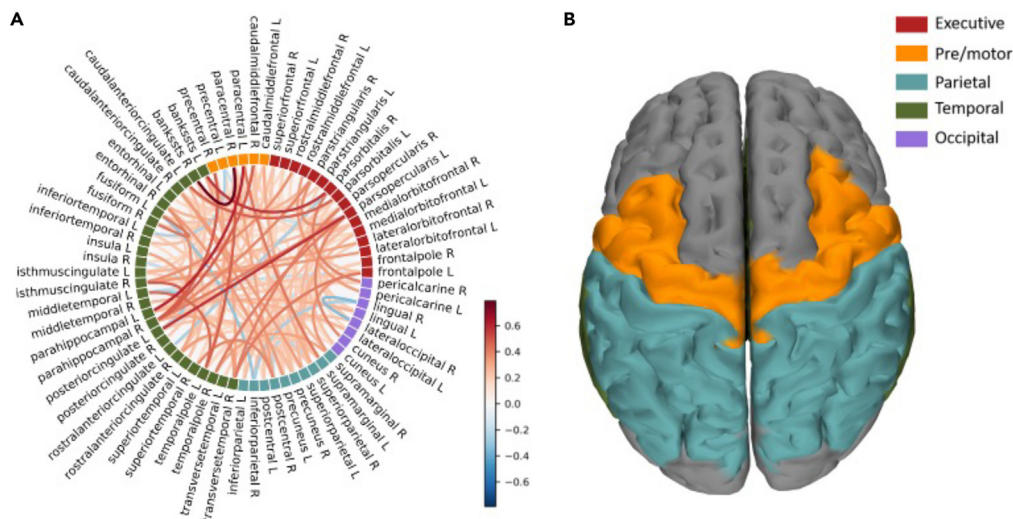 A
B
caudalmiddlefrontal L
caudalmiddlefrontal R
paracentral L
paracentral R
precentral L
precentral R
bankssts L
bankssts R
caudalanteriorcingulate L
caudalanteriorcingulate R
entorhinal L
entorhinal R
fusiform L
fusiform R
inferiortemporal L
inferiortemporal R
insula L
insula R
isthmuscingulate L
isthmuscingulate R
middletemporal L
middletemporal R
parahippocampal L
parahippocampal R
posteriorcingulate L
posteriorcingulate R
rostralanteriorcingulate L
rostralanteriorcingulate R
superiortemporal L
superiortemporal R
temporalpole L
temporalpole R
transversetemporal L
transversetemporal R
inferiorparietal L
inferiorparietal R
postcentral L
postcentral R
precuneus L
precuneus R
superiorparietal L
superiorparietal R
supramarginal L
supramarginal R
cuneus L
cuneus R
lateraloccipital L
lateraloccipital R
lingual L
lingual R
pericalcarine L
pericalcarine R
frontalpole L
frontalpole R
lateralorbitofrontal L
lateralorbitofrontal R
medialorbitofrontal L
medialorbitofrontal R
parsopercularis L
parsopercularis R
parsorbitalis L
parsorbitalis R
parstriangularis L
parstriangularis R
rostralmiddlefrontal L
rostralmiddlefrontal R
superiorfrontal L
superiorfrontal R
0.6
0.4
0.2
0.0
−0.2
−0.4
−0.6
Executive
Pre/motor
Parietal
Temporal
Occipital